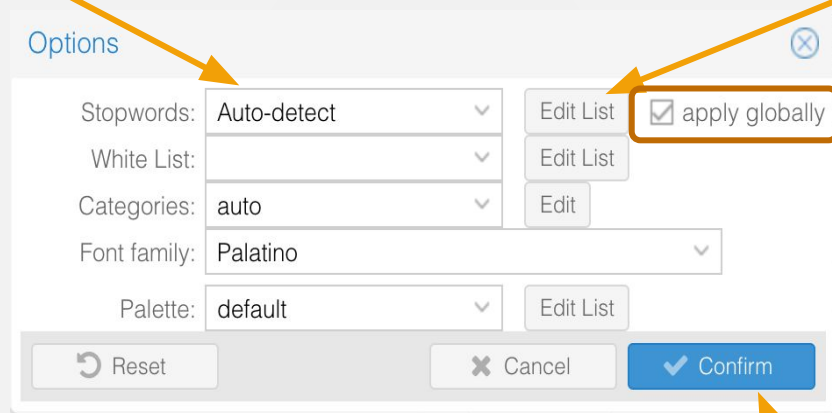 Options
Stopwords: Auto-detect Edit List apply globally
White List: Edit List
Categories: auto Edit
Font family: Palatino
Palette: default Edit List
Reset Cancel Confirm